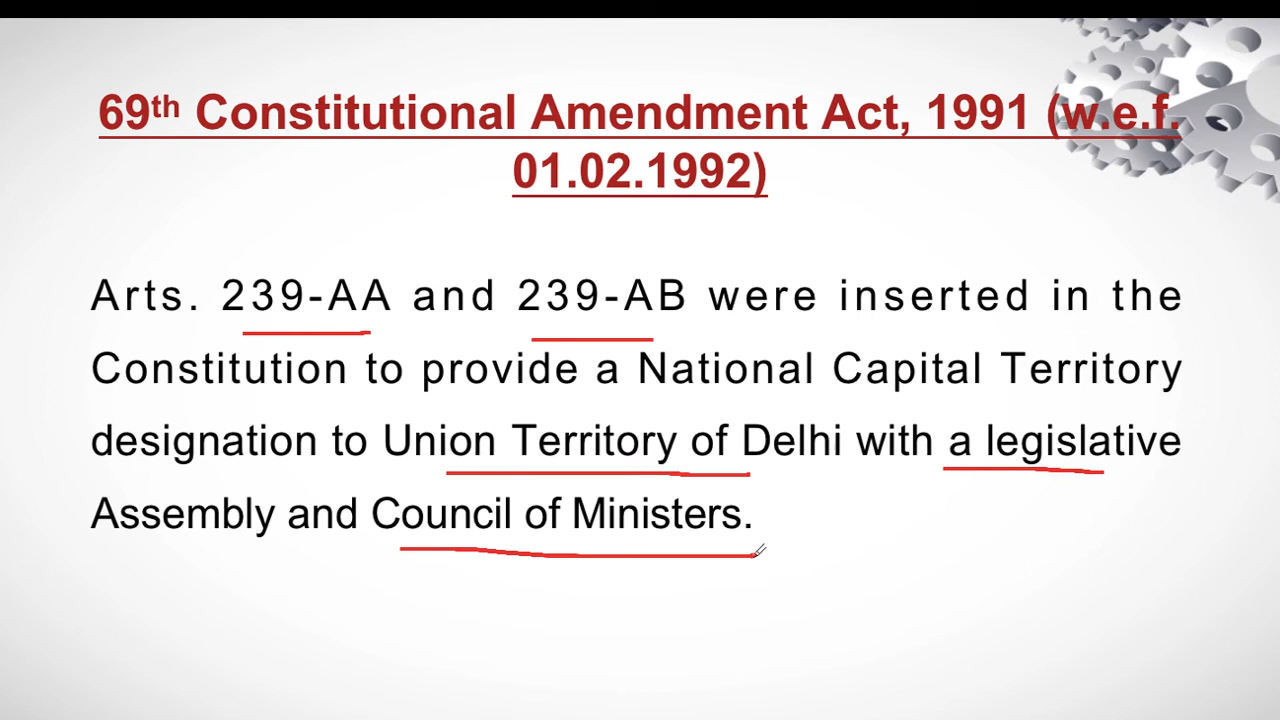 69th Constitutional Amendment Act, 1991 (w.e.f.
01.02.1992)
Arts. 239-AA and 239-AB were inserted in the
Constitution to provide a National Capital Territory
designation to Union Territory of Delhi with a legislative
Assembly and Council of Ministers.